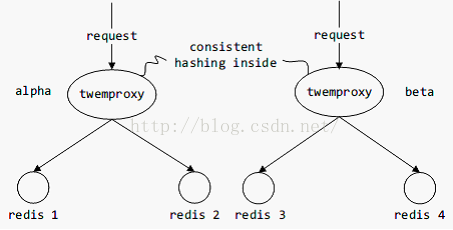 request
request
consistent
hashing inside
alpha
twemproxy
twemproxy
beta
http://blog.csdn.net/
redis 1
redis 2
redis 3
redis 4